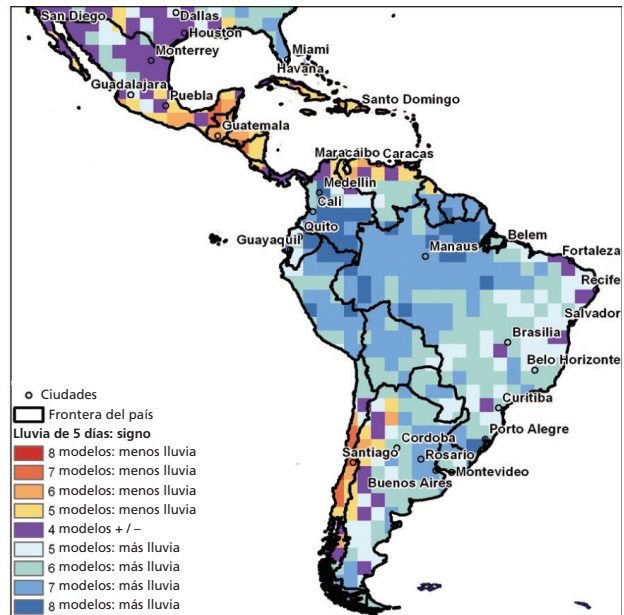 San Diego
Dallas
Houston
Monterrey
Miami
Havana
Guadalajara
Puebla
Santo Domingo
Guatemala
Maracaibo
Caracas
Medellin
Cali
Quito
Guayaquil
Manaus
Belem
Fortaleza
Recife
Salvador
Brasilia
Belo Horizonte
Curitiba
Porto Alegre
Cordoba
Santiago
Rosario
Montevideo
Buenos Aires
Ciudades
Frontera del país
Lluvia de 5 días: signo
8 modelos: menos lluvia
7 modelos: menos lluvia
6 modelos: menos lluvia
5 modelos: menos lluvia
4 modelos + / –
5 modelos: más lluvia
6 modelos: más lluvia
7 modelos: más lluvia
8 modelos: más lluvia